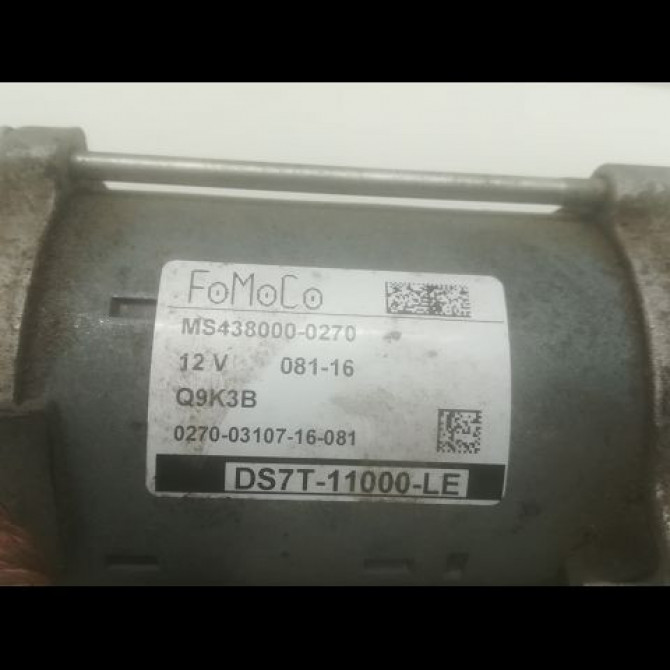 FoMoCo
MS438000-0270
12 V 081-16
Q9K3B
0270-03107-16-081
DS7T-11000-LE